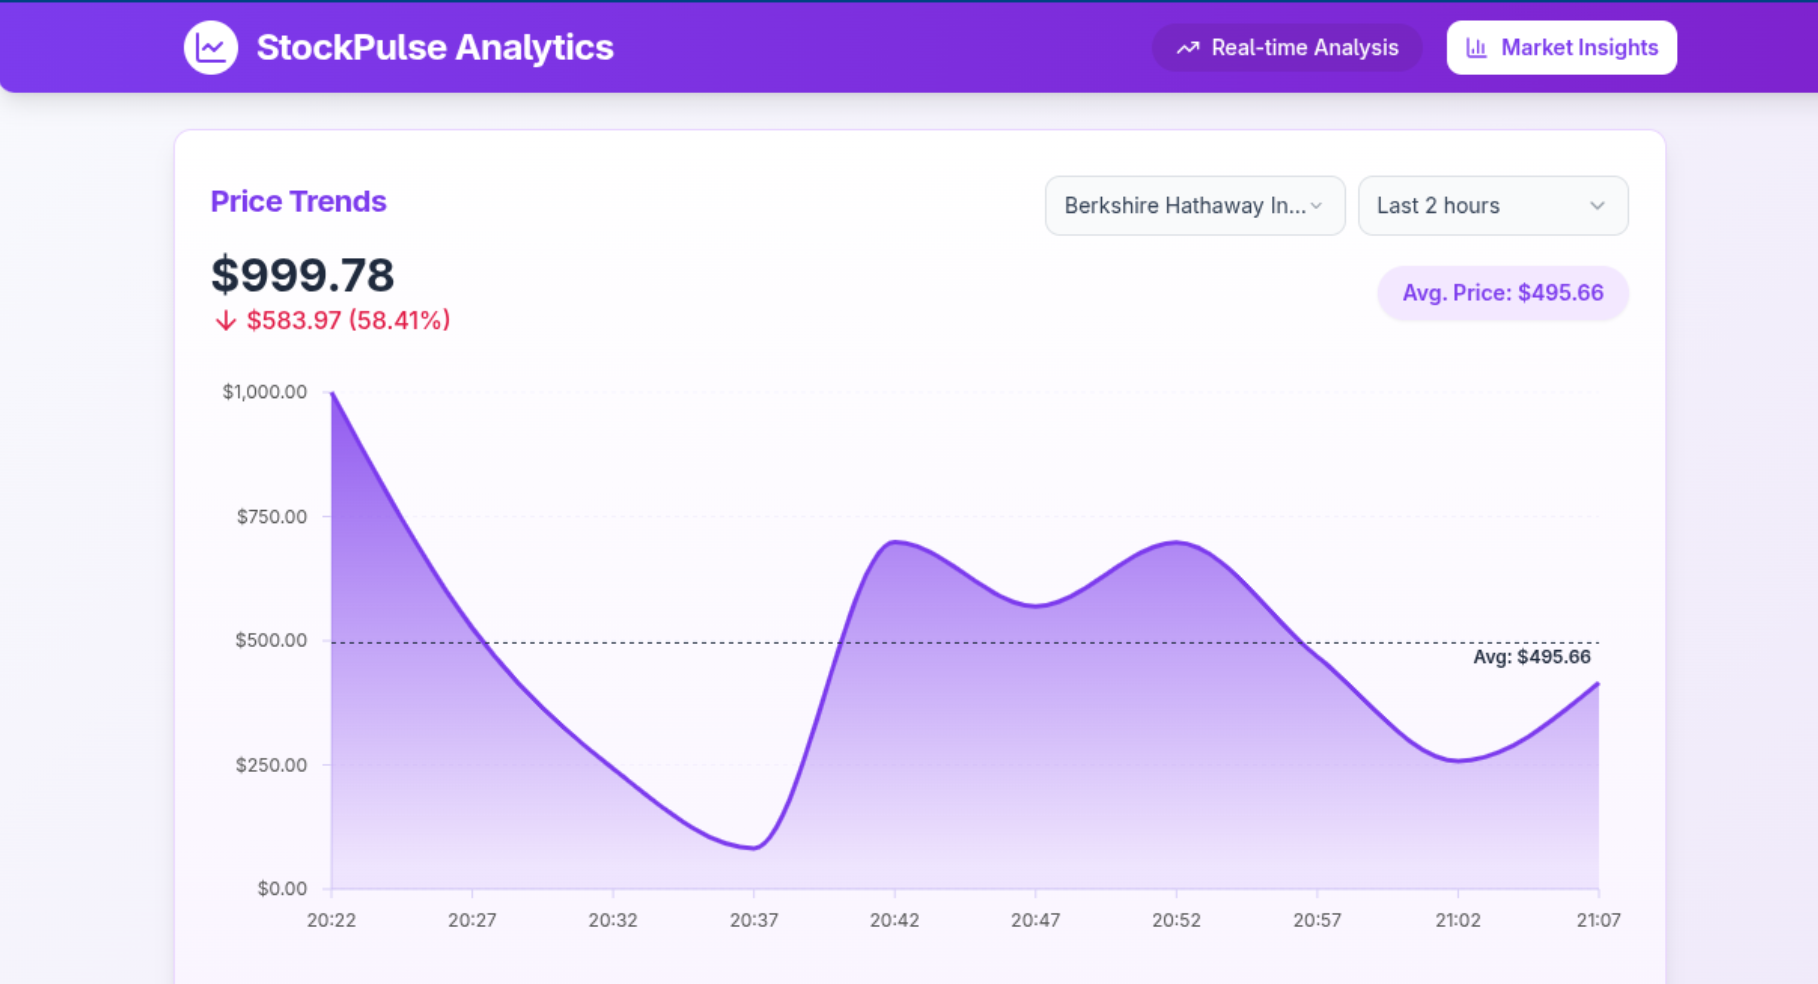 StockPulse Analytics
Real-time Analysis
Market Insights
Price Trends
Berkshire Hathaway In...
Last 2 hours
$999.78
↓ $583.97 (58.41%)
Avg. Price: $495.66
$1,000.00
$750.00
$500.00
$250.00
$0.00
Avg: $495.66
20:22 20:27 20:32 20:37 20:42 20:47 20:52 20:57 21:02 21:07